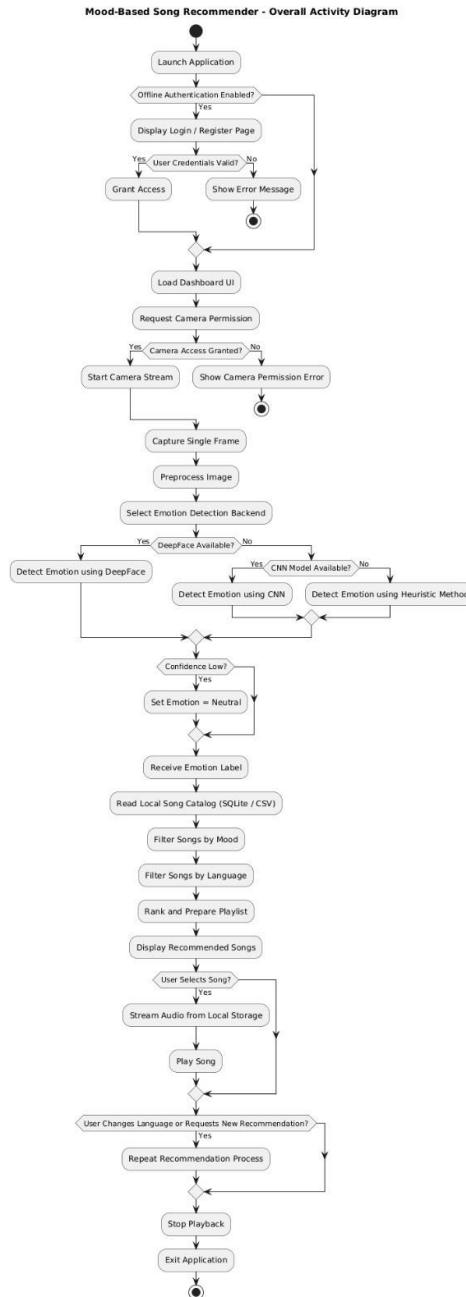 Mood-Based Song Recommender - Overall Activity Diagram
Launch Application
Offline Authentication Enabled?
Yes
Display Login / Register Page
Yes
User Credentials Valid?
No
Grant Access
Show Error Message
Load Dashboard UI
Request Camera Permission
Yes
Camera Access Granted?
No
Start Camera Stream
Show Camera Permission Error
Capture Single Frame
Preprocess Image
Select Emotion Detection Backend
Yes
DeepFace Available?
No
Detect Emotion using DeepFace
Yes
CNN Model Available?
No
Detect Emotion using CNN
Detect Emotion using Heuristic Method
Confidence Low?
Yes
Set Emotion = Neutral
Receive Emotion Label
Read Local Song Catalog (SQLite / CSV)
Filter Songs by Mood
Filter Songs by Language
Rank and Prepare Playlist
Display Recommended Songs
User Selects Song?
Yes
Stream Audio from Local Storage
Play Song
User Changes Language or Requests New Recommendation?
Yes
Repeat Recommendation Process
Stop Playback
Exit Application